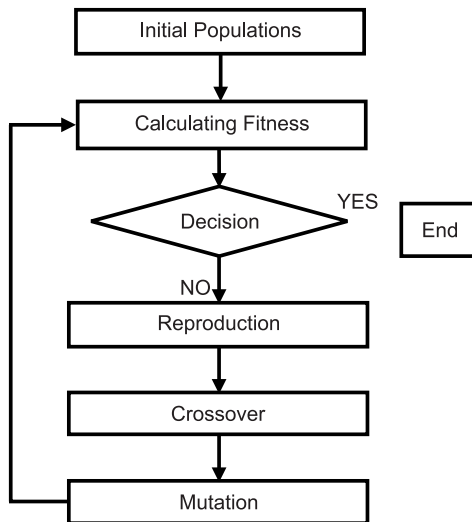 Initial Populations
Calculating Fitness
Decision
YES
End
NO
Reproduction
Crossover
Mutation